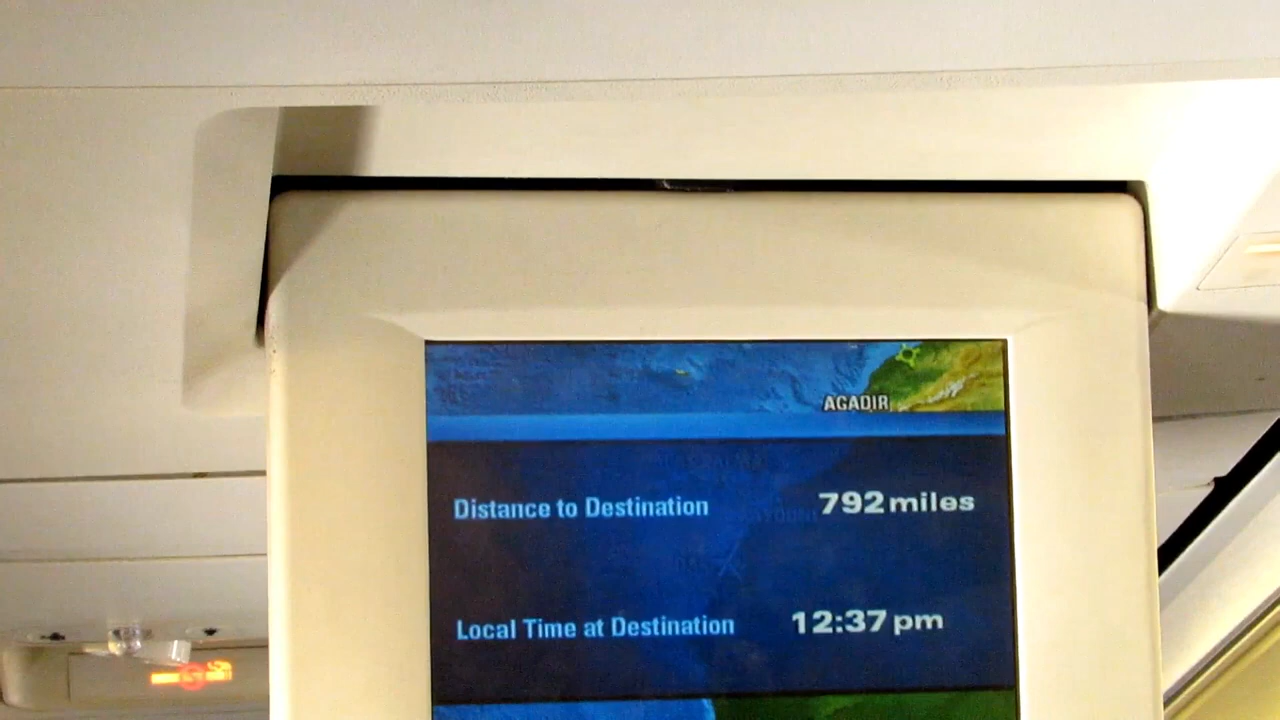 AGADIR
Distance to Destination 792 miles
Local Time at Destination 12:37 pm